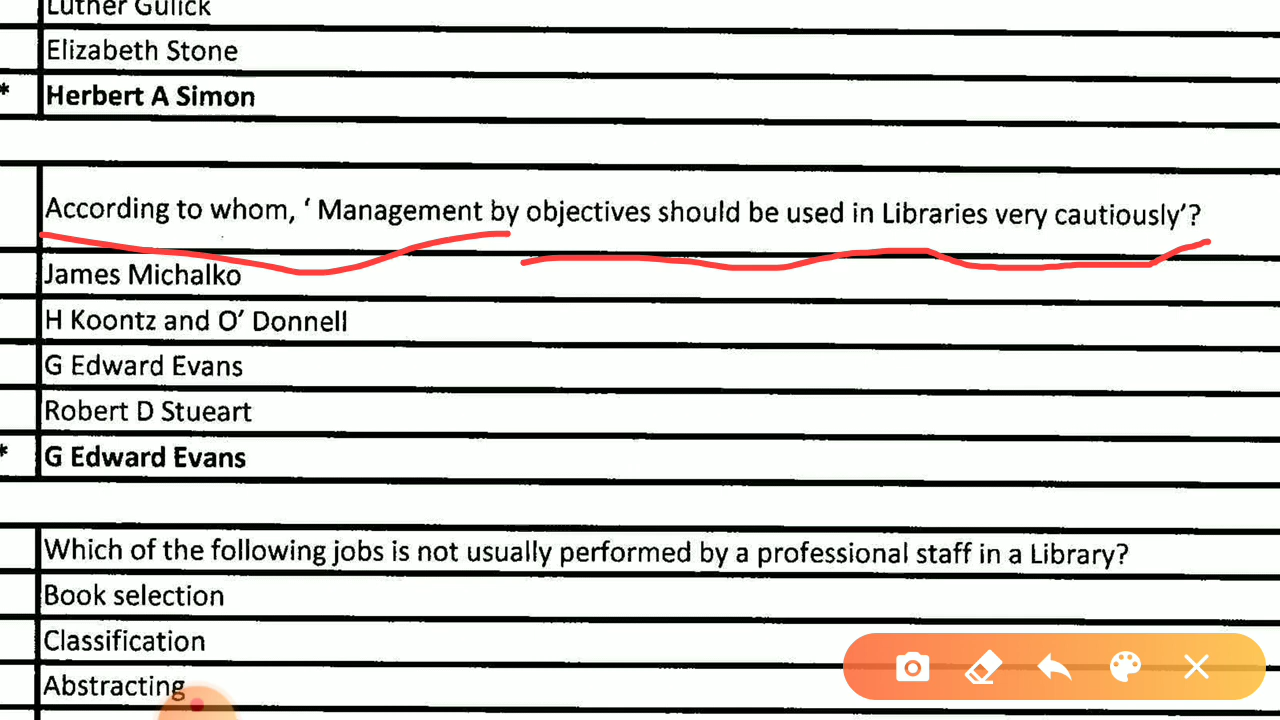 Luther Gulick
Elizabeth Stone
* Herbert A Simon
According to whom, ‘ Management by objectives should be used in Libraries very cautiously’?
James Michalko
H Koontz and O’ Donnell
G Edward Evans
Robert D Stueart
* G Edward Evans
Which of the following jobs is not usually performed by a professional staff in a Library?
Book selection
Classification
Abstracting